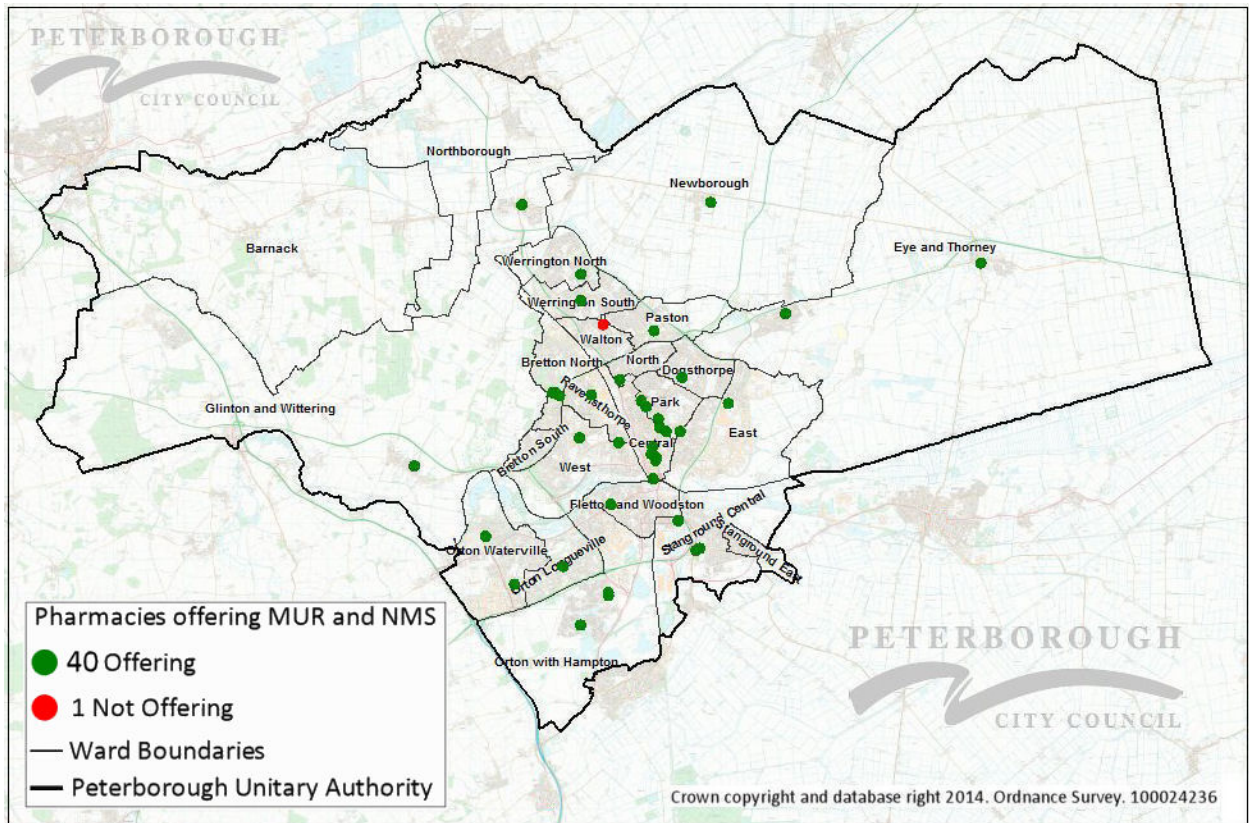 PETERBOROUGH
CITY COUNCIL
Northborough
Newborough
Barnack
Eye and Thorney
Werrington North
Werrington South
Paston
Walton
Bretton North
North
Dogsthorpe
Ravensthorpe
Park
Glinton and Wittering
East
Central
Bretton South
West
Fletton and Woodston
Stanground Central
Stanground East
Orton Waterville
Orton Longueville
Orton with Hampton
Pharmacies offering MUR and NMS
40 Offering
1 Not Offering
Ward Boundaries
Peterborough Unitary Authority
PETERBOROUGH
CITY COUNCIL
Crown copyright and database right 2014. Ordnance Survey. 100024236